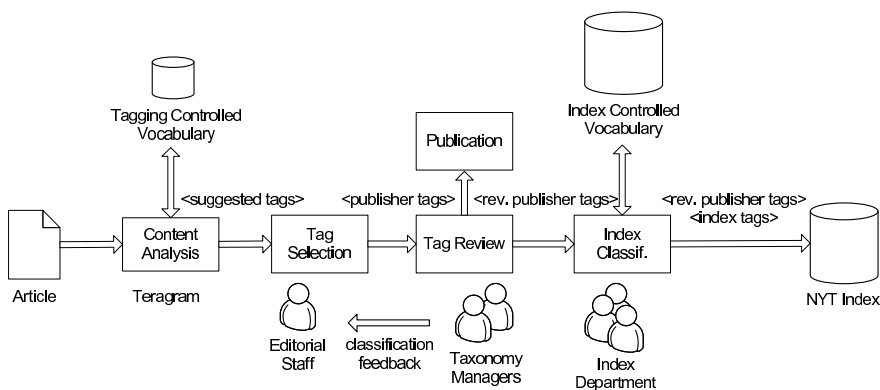 Tagging Controlled
Vocabulary
Index Controlled
Vocabulary
Publication
<suggested tags>
<publisher tags>
<rev. publisher tags>
<rev. publisher tags>
<index tags>
Article
Content
Analysis
Teragram
Tag
Selection
Tag Review
Index
Classif.
NYT Index
Editorial
Staff
classification
feedback
Taxonomy
Managers
Index
Department